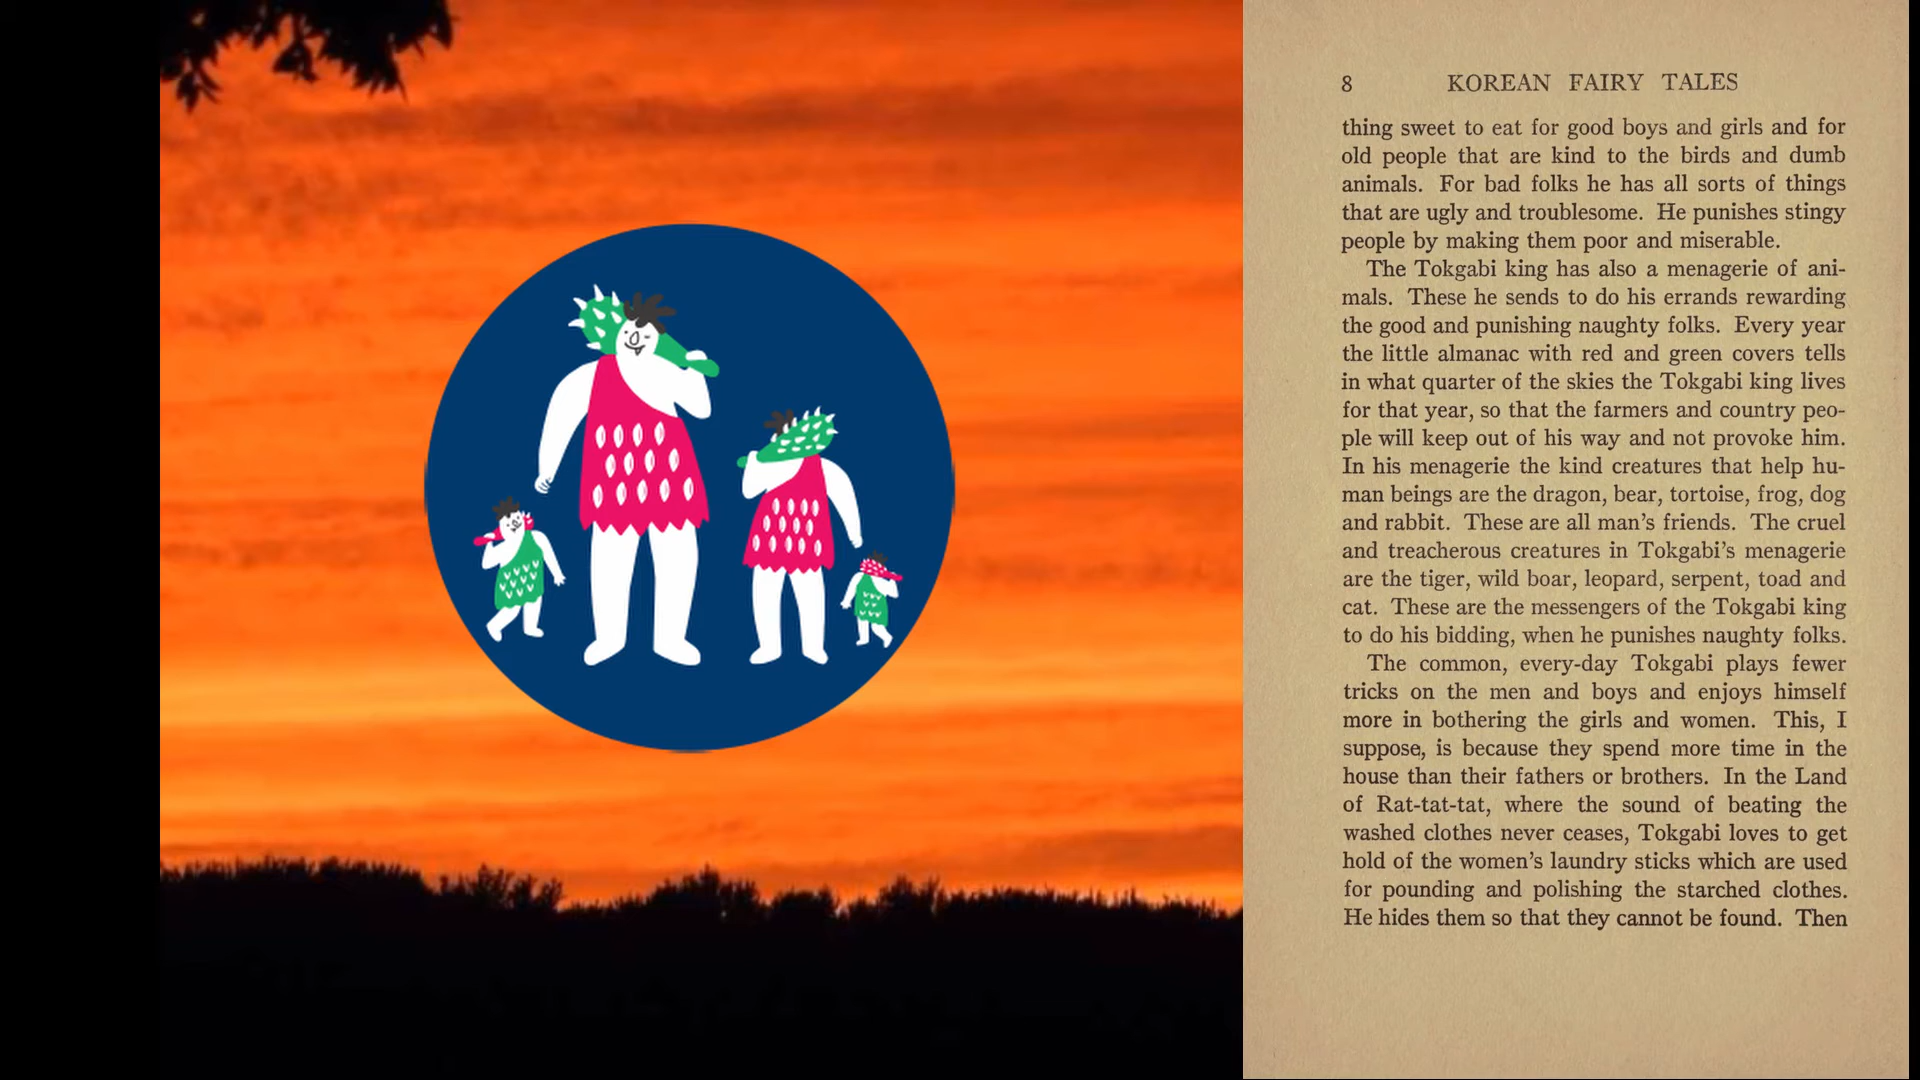 8 KOREAN FAIRY TALES
thing sweet to eat for good boys and girls and for
old people that are kind to the birds and dumb
animals. For bad folks he has all sorts of things
that are ugly and troublesome. He punishes stingy
people by making them poor and miserable.
The Tokgabi king has also a menagerie of ani-
mals. These he sends to do his errands rewarding
the good and punishing naughty folks. Every year
the little almanac with red and green covers tells
in what quarter of the skies the Tokgabi king lives
for that year, so that the farmers and country peo-
ple will keep out of his way and not provoke him.
In his menagerie the kind creatures that help hu-
man beings are the dragon, bear, tortoise, frog, dog
and rabbit. These are all man's friends. The cruel
and treacherous creatures in Tokgabi's menagerie
are the tiger, wild boar, leopard, serpent, toad and
cat. These are the messengers of the Tokgabi king
to do his bidding, when he punishes naughty folks.
The common, every-day Tokgabi plays fewer
tricks on the men and boys and enjoys himself
more in bothering the girls and women. This, I
suppose, is because they spend more time in the
house than their fathers or brothers. In the Land
of Rat-tat-tat, where the sound of beating the
washed clothes never ceases, Tokgabi loves to get
hold of the women's laundry sticks which are used
for pounding and polishing the starched clothes.
He hides them so that they cannot be found. Then